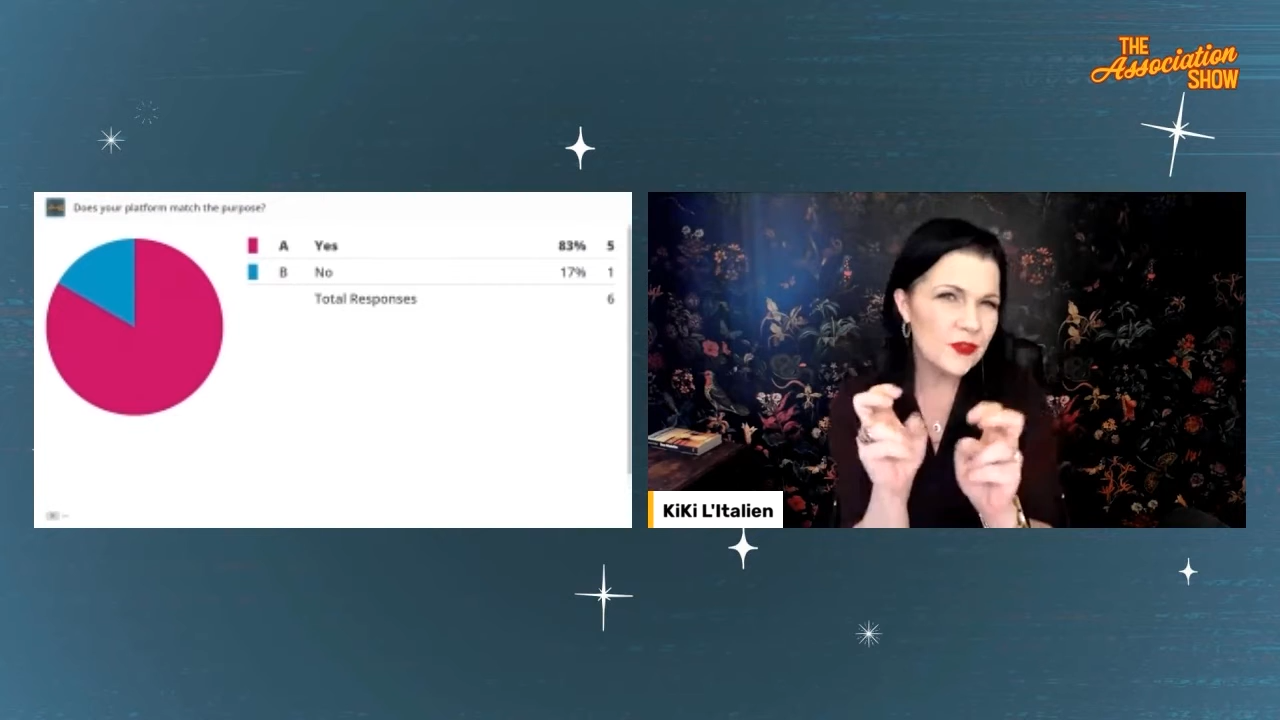 THE
Association
SHOW
Does your platform match the purpose?
A Yes 83% 5
B No 17% 1
Total Responses 6
KiKi L'Italien